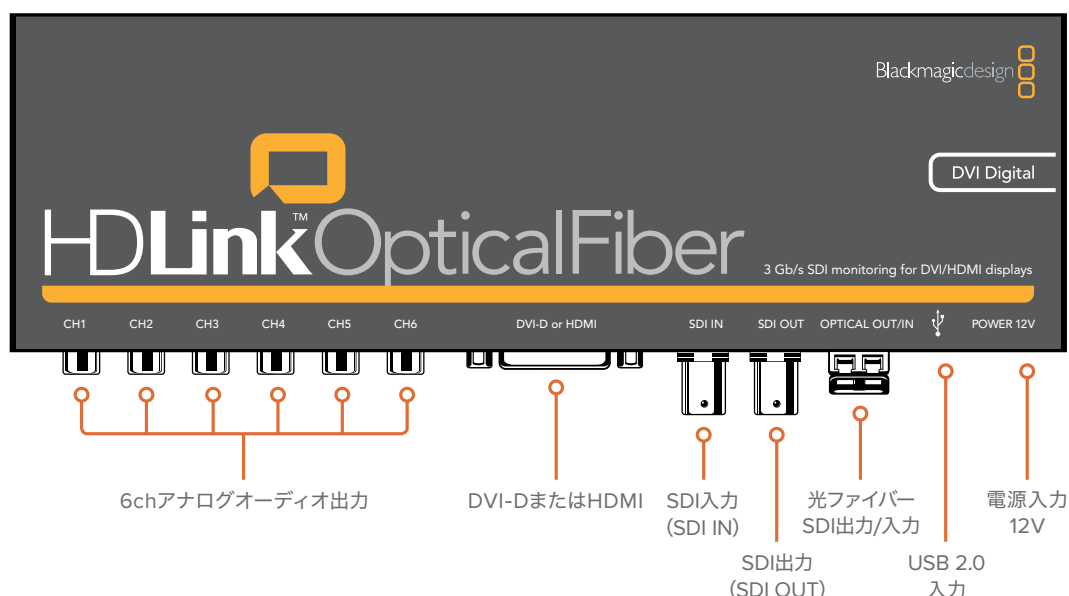 Blackmagicdesign
DVI Digital
HDLink™OpticalFiber
3 Gb/s SDI monitoring for DVI/HDMI displays
CH1 CH2 CH3 CH4 CH5 CH6 DVI-D or HDMI SDI IN SDI OUT OPTICAL OUT/IN POWER 12V
6chアナログオーディオ出力
DVI-DまたはHDMI
SDI入力
（SDI IN）
SDI出力
（SDI OUT）
光ファイバー
SDI出力/入力
USB 2.0
入力
電源入力
12V